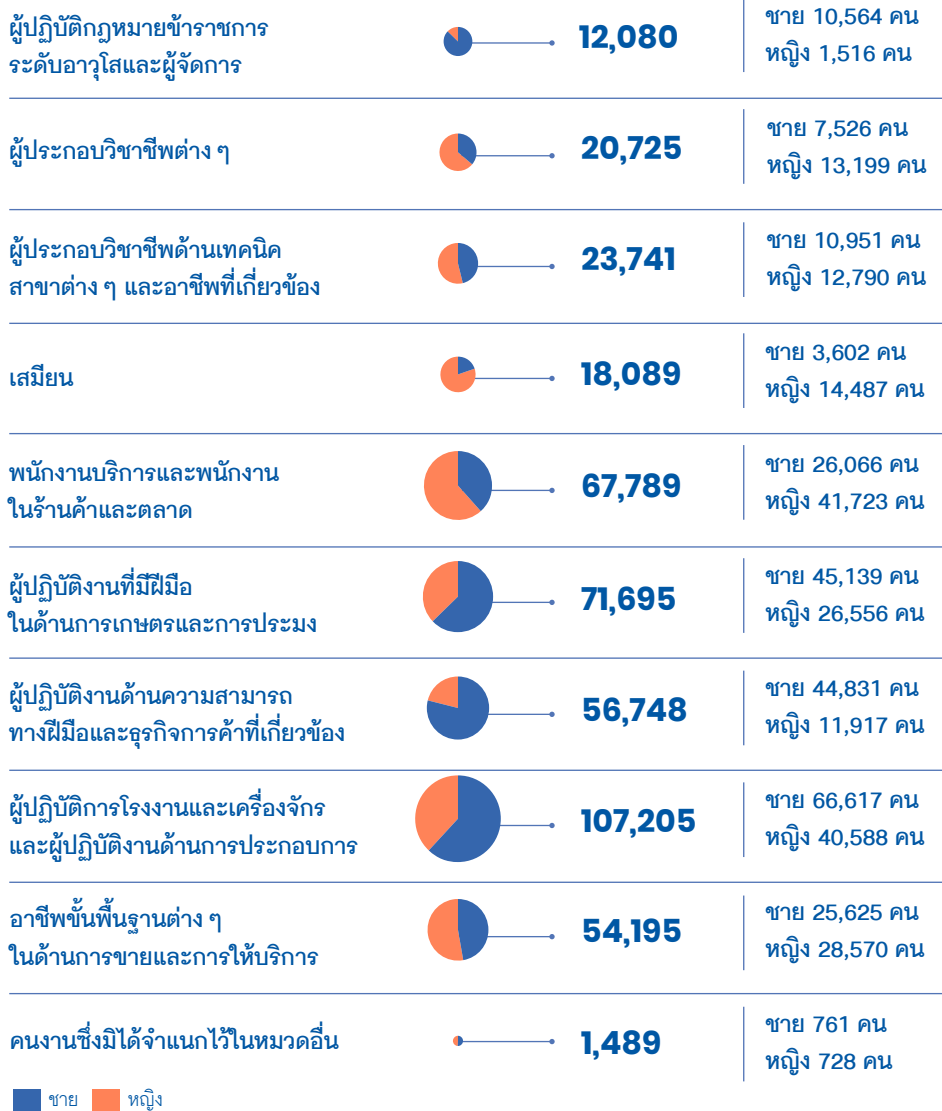 ผู้ปฏิบัติกฎหมายข้าราชการ
ระดับอาวุโสและผู้จัดการ
12,080
ชาย 10,564 คน
หญิง 1,516 คน
ผู้ประกอบวิชาชีพต่าง ๆ
20,725
ชาย 7,526 คน
หญิง 13,199 คน
ผู้ประกอบวิชาชีพด้านเทคนิค
สาขาต่าง ๆ และอาชีพที่เกี่ยวข้อง
23,741
ชาย 10,951 คน
หญิง 12,790 คน
เสมียน
18,089
ชาย 3,602 คน
หญิง 14,487 คน
พนักงานบริการและพนักงาน
ในร้านค้าและตลาด
67,789
ชาย 26,066 คน
หญิง 41,723 คน
ผู้ปฏิบัติงานที่มีฝีมือ
ในด้านการเกษตรและการประมง
71,695
ชาย 45,139 คน
หญิง 26,556 คน
ผู้ปฏิบัติงานด้านความสามารถ
ทางฝีมือและธุรกิจการค้าที่เกี่ยวข้อง
56,748
ชาย 44,831 คน
หญิง 11,917 คน
ผู้ปฏิบัติการโรงงานและเครื่องจักร
และผู้ปฏิบัติงานด้านการประกอบการ
107,205
ชาย 66,617 คน
หญิง 40,588 คน
อาชีพขั้นพื้นฐานต่าง ๆ
ในด้านการขายและการให้บริการ
54,195
ชาย 25,625 คน
หญิง 28,570 คน
คนงานซึ่งมิได้จำแนกไว้ในหมวดอื่น
1,489
ชาย 761 คน
หญิง 728 คน
ชาย หญิง